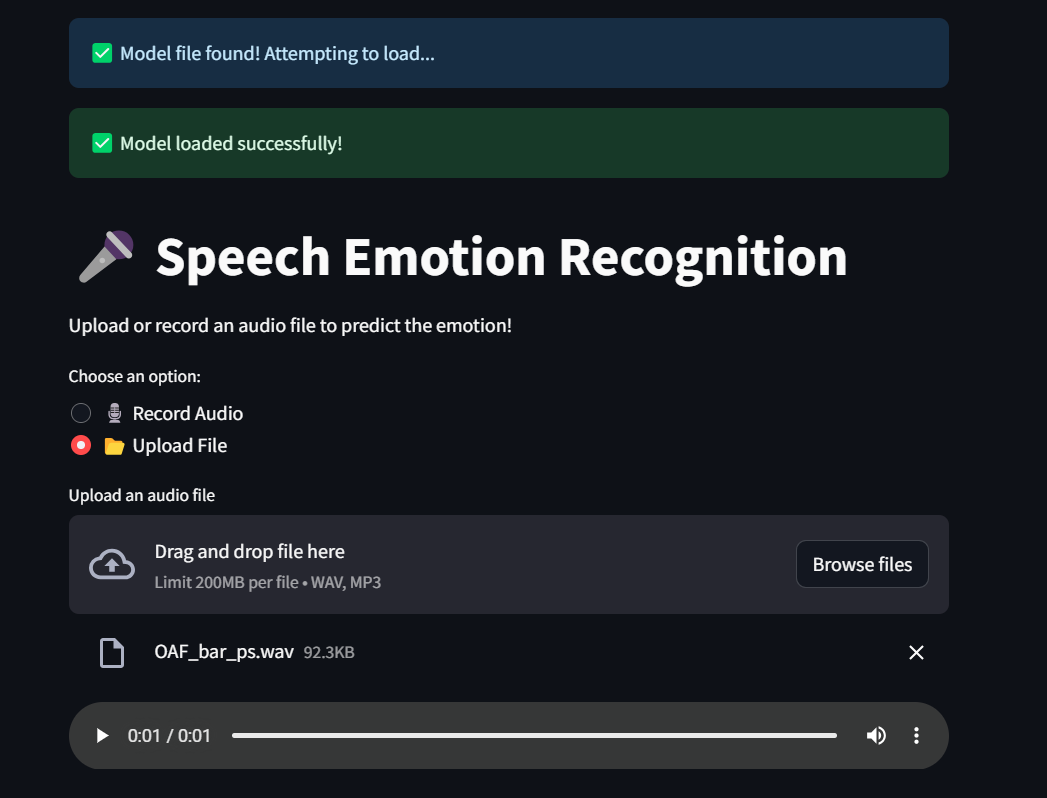 ✅ Model file found! Attempting to load...
✅ Model loaded successfully!
🎤 Speech Emotion Recognition
Upload or record an audio file to predict the emotion!
Choose an option:
🎙️ Record Audio
📂 Upload File
Upload an audio file
Drag and drop file here
Limit 200MB per file • WAV, MP3
Browse files
OAF_bar_ps.wav 92.3KB
0:01 / 0:01